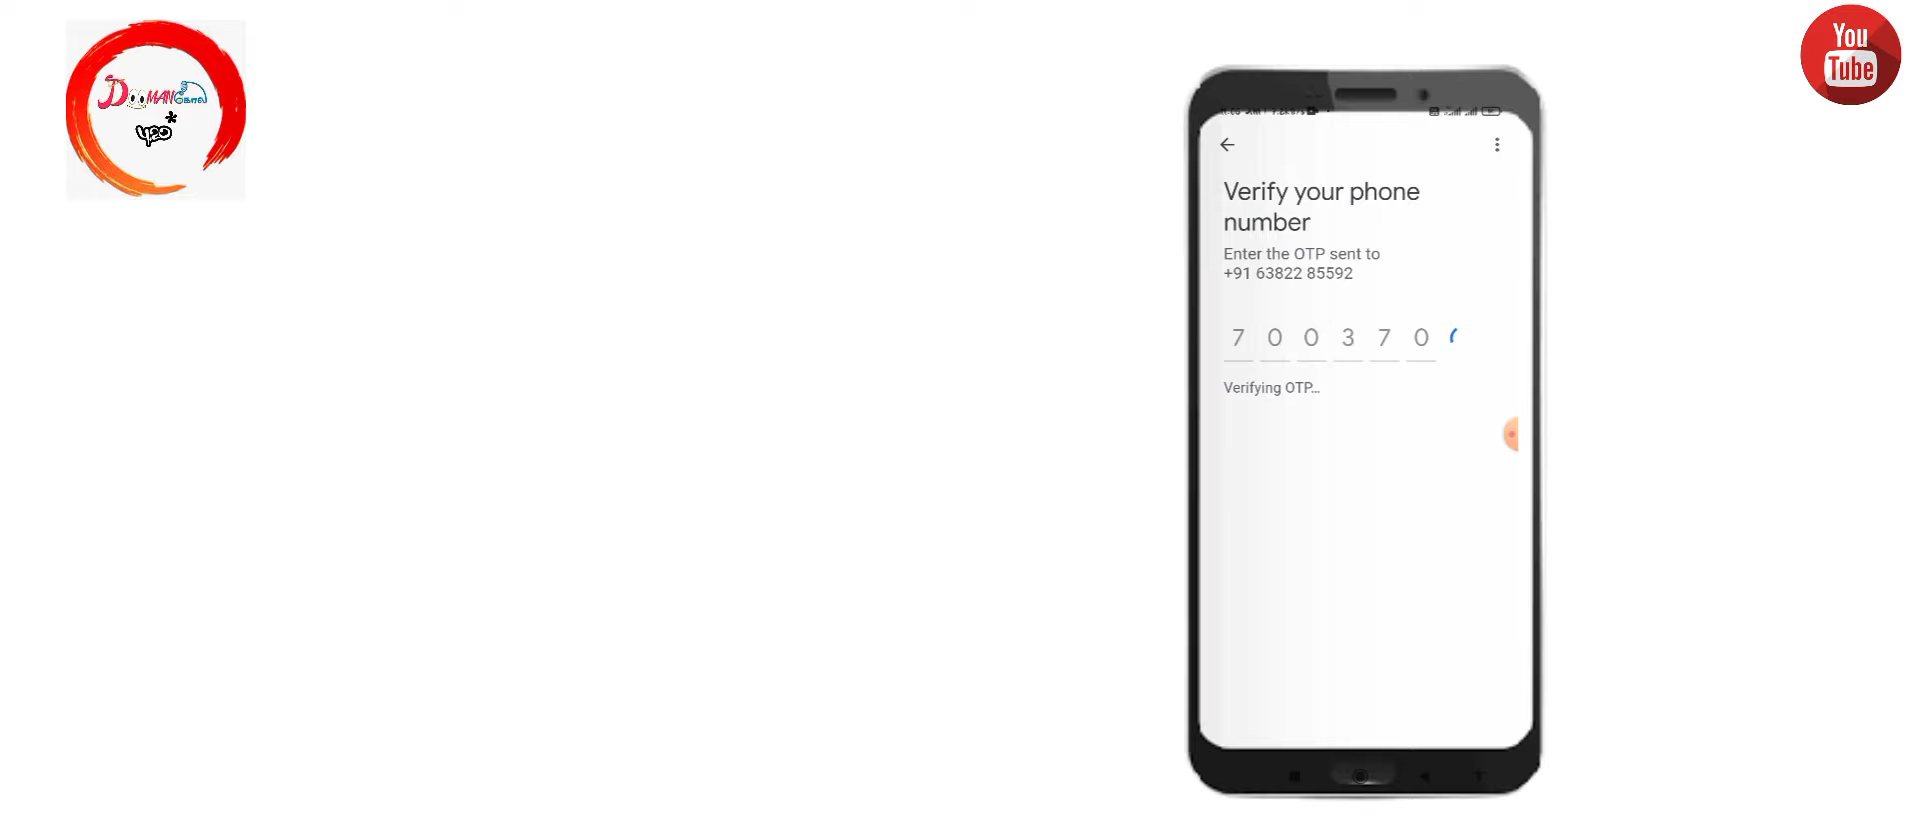 You
Tube
Verify your phone
number
Enter the OTP sent to
+91 63822 85592
7 0 0 3 7 0
Verifying OTP...